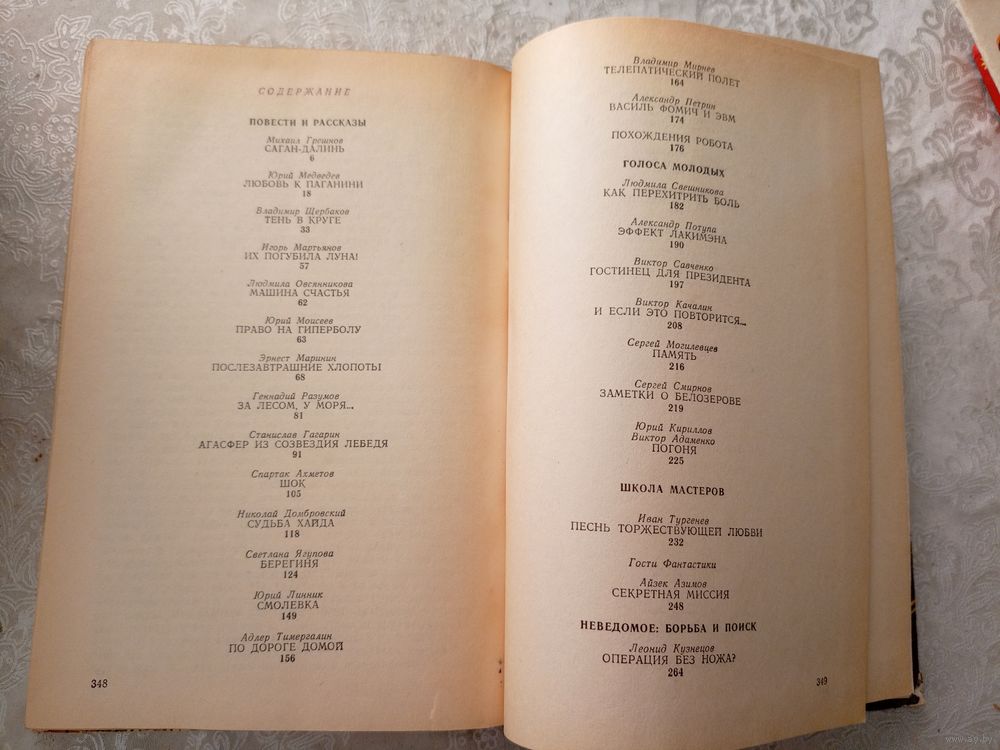 СОДЕРЖАНИЕ
ПОВЕСТИ И РАССКАЗЫ
Михаил Грешнов
САГАН-ДАЛИНЬ
6
Юрий Медведев
ЛЮБОВЬ К ПАГАНИНИ
18
Владимир Щербаков
ТЕНЬ В КРУГЕ
33
Игорь Мартьянов
ИХ ПОГУБИЛА ЛУНА!
57
Людмила Овсянникова
МАШИНА СЧАСТЬЯ
62
Юрий Моисеев
ПРАВО НА ГИПЕРБОЛУ
63
Эрнест Маринин
ПОСЛЕЗАВТРАШНИЕ ХЛОПОТЫ
68
Геннадий Разумов
ЗА ЛЕСОМ, У МОРЯ...
81
Станислав Гагарин
АГАСФЕР ИЗ СОЗВЕЗДИЯ ЛЕБЕДЯ
91
Спартак Ахметов
ШОК
105
Николай Домбровский
СУДЬБА ХАЙДА
118
Светлана Ягупова
БЕРЕГИНЯ
124
Юрий Линник
СМОЛЕВКА
149
Адлер Тимергалин
ПО ДОРОГЕ ДОМОЙ
156
348
Владимир Мирнев
ТЕЛЕПАТИЧЕСКИЙ ПОЛЕТ
164
Александр Петрин
ВАСИЛЬ ФОМИЧ И ЭВМ
174
ПОХОЖДЕНИЯ РОБОТА
176
ГОЛОСА МОЛОДЫХ
Людмила Свешникова
КАК ПЕРЕХИТРИТЬ БОЛЬ
182
Александр Потупа
ЭФФЕКТ ЛАКИМЭНА
190
Виктор Савченко
ГОСТИНЕЦ ДЛЯ ПРЕЗИДЕНТА
197
Виктор Качалин
И ЕСЛИ ЭТО ПОВТОРИТСЯ...
208
Сергей Могилевцев
ПАМЯТЬ
216
Сергей Смирнов
ЗАМЕТКИ О БЕЛОЗЕРОВЕ
219
Юрий Кириллов
Виктор Адаменко
ПОГОНЯ
225
ШКОЛА МАСТЕРОВ
Иван Тургенев
ПЕСНЬ ТОРЖЕСТВУЮЩЕЙ ЛЮБВИ
232
Гости Фантастики
Айзек Азимов
СЕКРЕТНАЯ МИССИЯ
248
НЕВЕДОМОЕ: БОРЬБА И ПОИСК
Леонид Кузнецов
ОПЕРАЦИЯ БЕЗ НОЖА?
264
349
www.ay.by